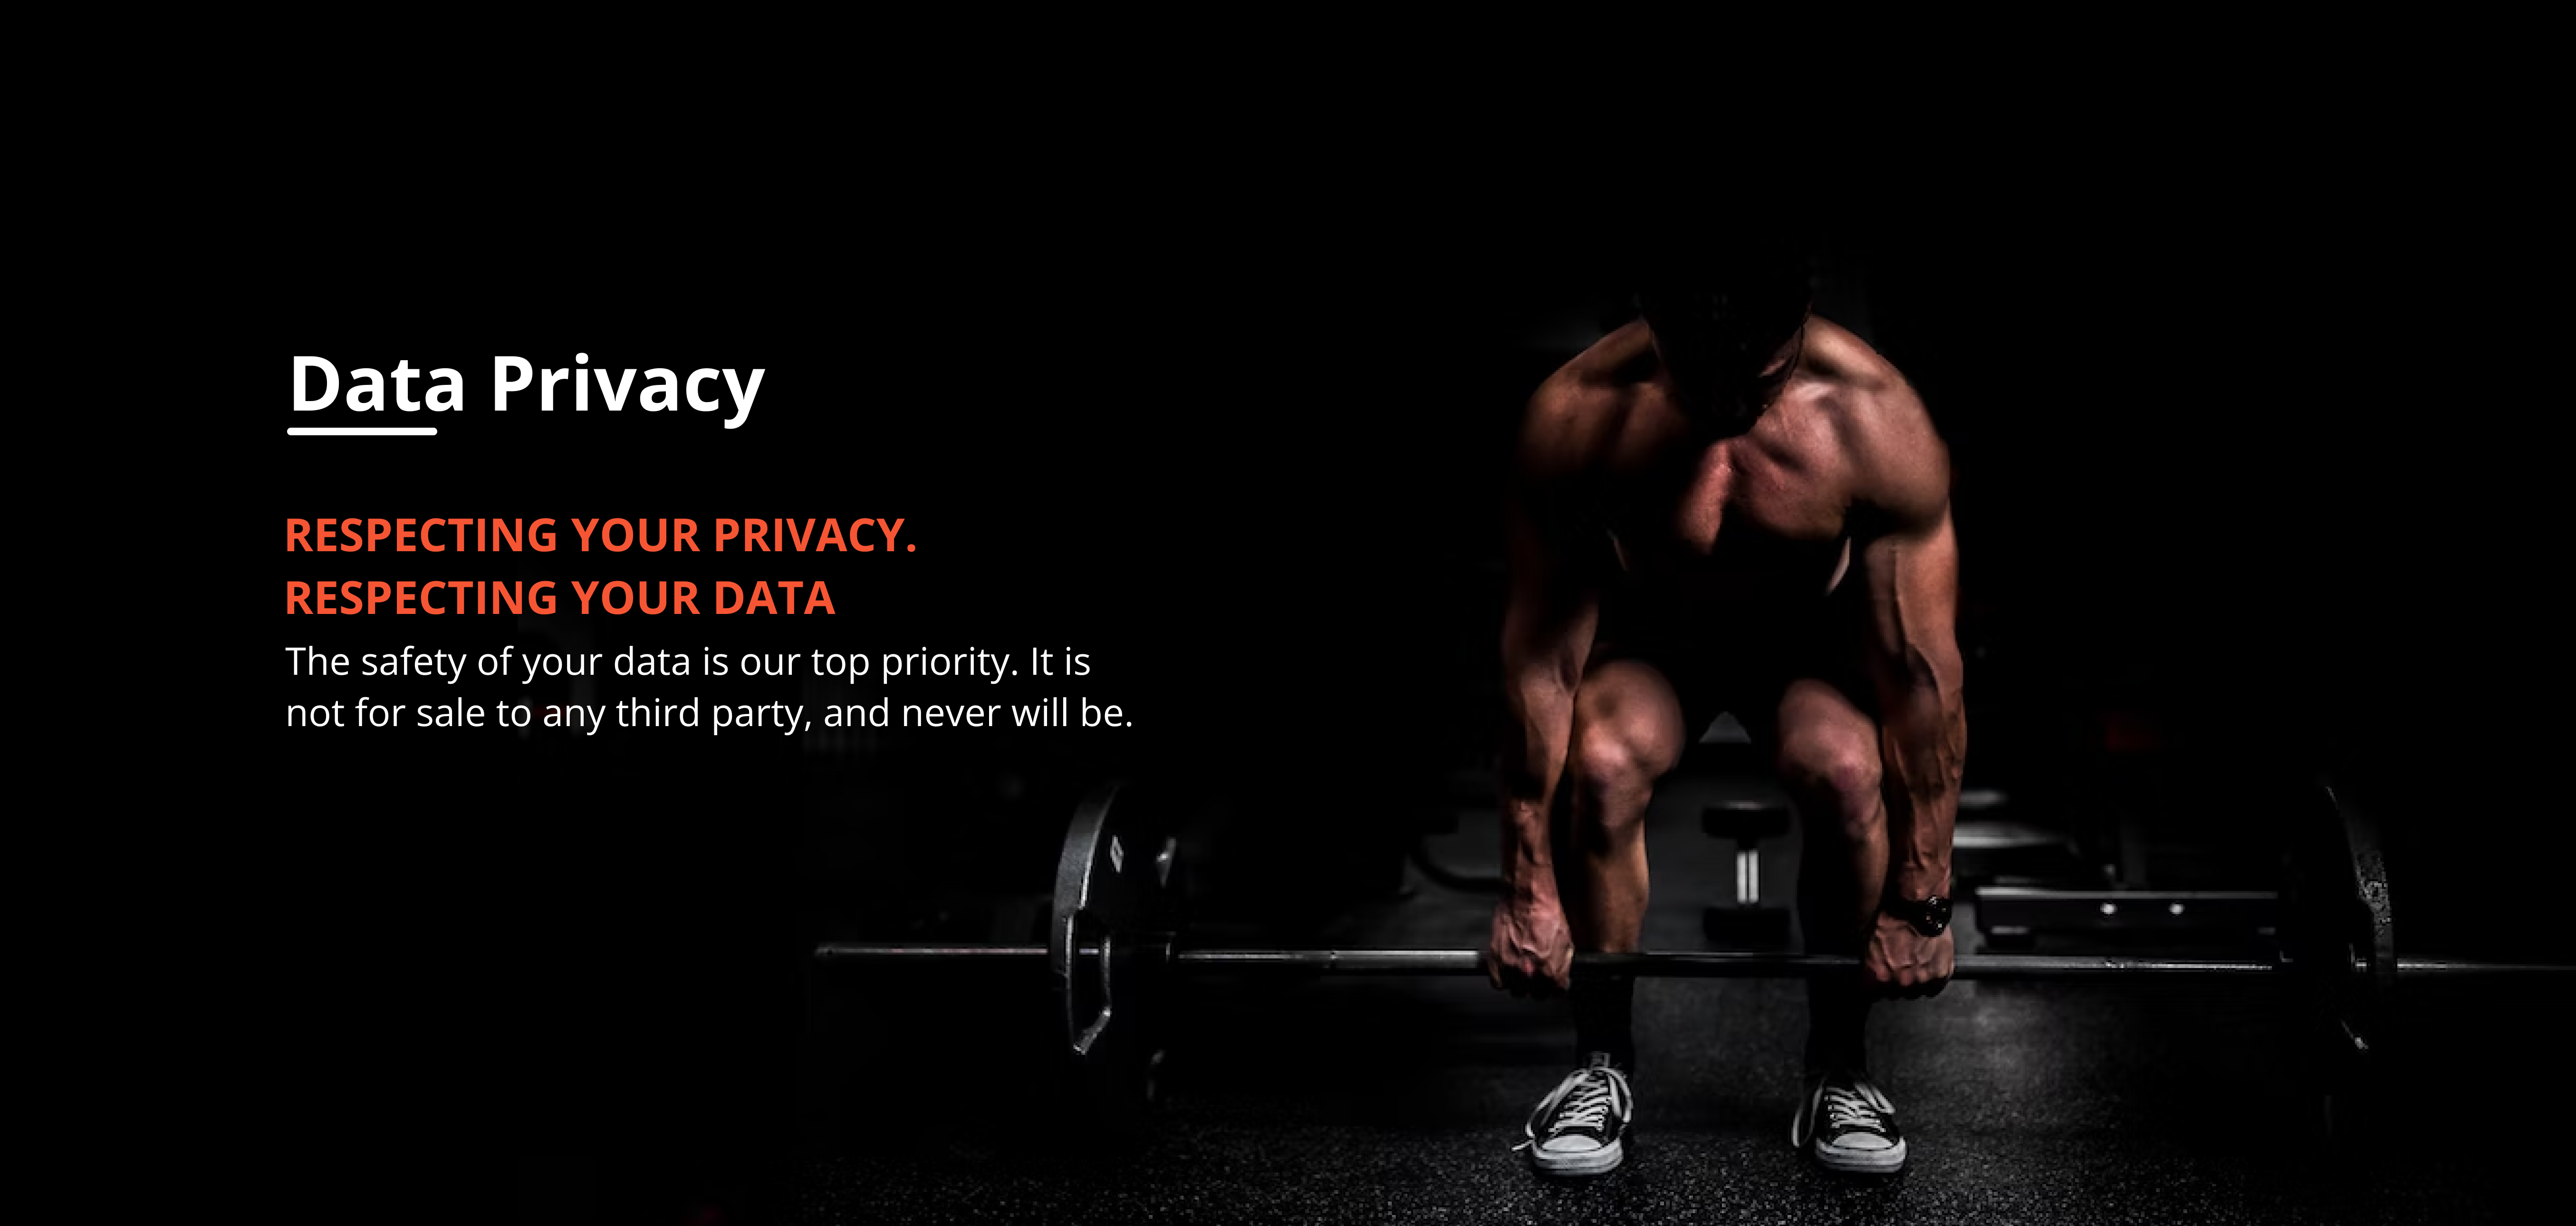 Data Privacy
RESPECTING YOUR PRIVACY.
RESPECTING YOUR DATA
The safety of your data is our top priority. It is
not for sale to any third party, and never will be.